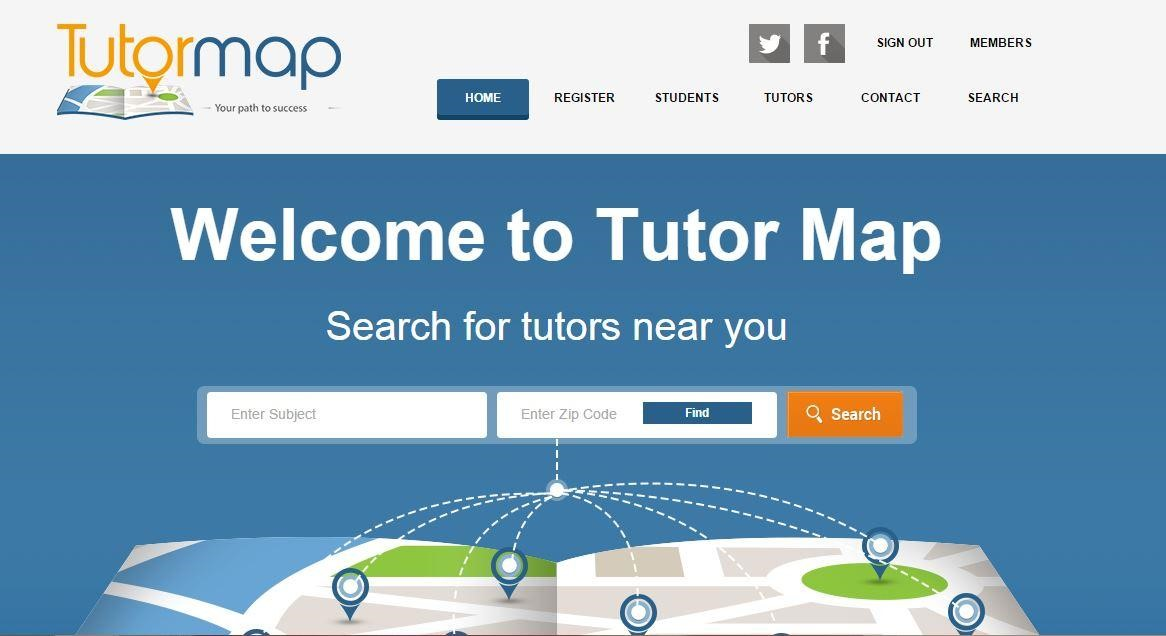 Tutormap
Your path to success
SIGN OUT MEMBERS
HOME REGISTER STUDENTS TUTORS CONTACT SEARCH
Welcome to Tutor Map
Search for tutors near you
Enter Subject Enter Zip Code Find Search